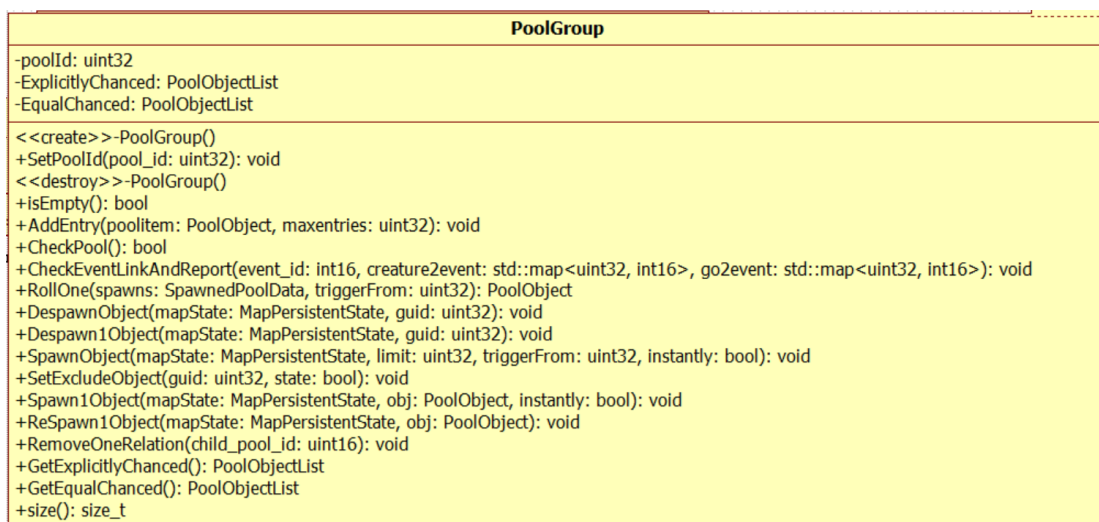 PoolGroup
-poolId: uint32
-ExplicitlyChanced: PoolObjectList
-EqualChanced: PoolObjectList
<<create>>-PoolGroup()
+SetPoolId(pool_id: uint32): void
<<destroy>>-PoolGroup()
+isEmpty(): bool
+AddEntry(poolitem: PoolObject, maxentries: uint32): void
+CheckPool(): bool
+CheckEventLinkAndReport(event_id: int16, creature2event: std::map<uint32, int16>, go2event: std::map<uint32, int16>): void
+RollOne(spawns: SpawnedPoolData, triggerFrom: uint32): PoolObject
+DespawnObject(mapState: MapPersistentState, guid: uint32): void
+Despawn1Object(mapState: MapPersistentState, guid: uint32): void
+SpawnObject(mapState: MapPersistentState, limit: uint32, triggerFrom: uint32, instantly: bool): void
+SetExcludeObject(guid: uint32, state: bool): void
+Spawn1Object(mapState: MapPersistentState, obj: PoolObject, instantly: bool): void
+ReSpawn1Object(mapState: MapPersistentState, obj: PoolObject): void
+RemoveOneRelation(child_pool_id: uint16): void
+GetExplicitlyChanced(): PoolObjectList
+GetEqualChanced(): PoolObjectList
+size(): size_t